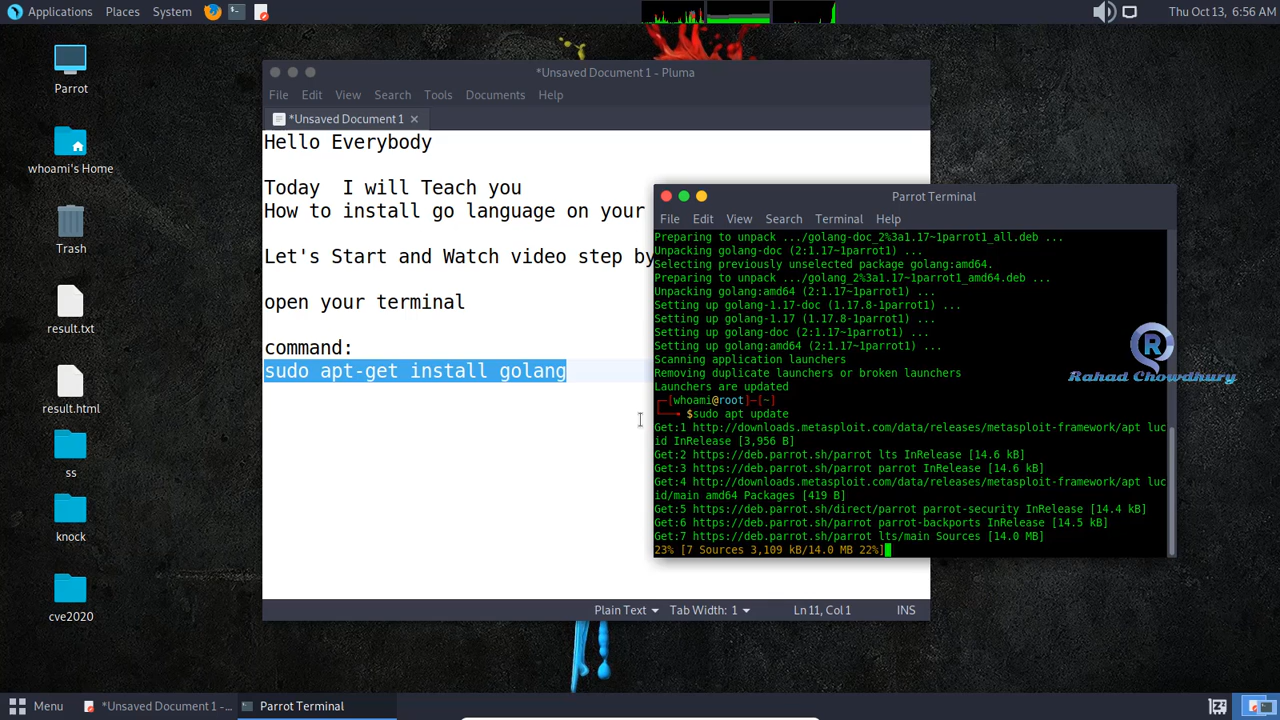 Applications Places System
Thu Oct 13, 6:56 AM
Parrot
whoami's Home
Trash
result.txt
result.html
ss
knock
cve2020
*Unsaved Document 1 - Pluma
File Edit View Search Tools Documents Help
*Unsaved Document 1
Hello Everybody
Today  I will Teach you
How to install go language on your
Let's Start and Watch video step by
open your terminal
command:
sudo apt-get install golang
Plain Text Tab Width: 1 Ln 11, Col 1 INS
Parrot Terminal
File Edit View Search Terminal Help
Preparing to unpack .../golang-doc_2%3a1.17~1parrot1_all.deb ...
Unpacking golang-doc (2:1.17~1parrot1) ...
Selecting previously unselected package golang:amd64.
Preparing to unpack .../golang_2%3a1.17~1parrot1_amd64.deb ...
Unpacking golang:amd64 (2:1.17~1parrot1) ...
Setting up golang-1.17-doc (1.17.8-1parrot1) ...
Setting up golang-1.17 (1.17.8-1parrot1) ...
Setting up golang-doc (2:1.17~1parrot1) ...
Setting up golang:amd64 (2:1.17~1parrot1) ...
Scanning application launchers
Removing duplicate launchers or broken launchers
Launchers are updated
┌─[whoami@root]─[~]
└──╼ $sudo apt update
Get:1 http://downloads.metasploit.com/data/releases/metasploit-framework/apt luc
id InRelease [3,956 B]
Get:2 https://deb.parrot.sh/parrot lts InRelease [14.6 kB]
Get:3 https://deb.parrot.sh/parrot parrot InRelease [14.6 kB]
Get:4 http://downloads.metasploit.com/data/releases/metasploit-framework/apt luc
id/main amd64 Packages [419 B]
Get:5 https://deb.parrot.sh/direct/parrot parrot-security InRelease [14.4 kB]
Get:6 https://deb.parrot.sh/parrot parrot-backports InRelease [14.5 kB]
Get:7 https://deb.parrot.sh/parrot lts/main Sources [14.0 MB]
23% [7 Sources 3,109 kB/14.0 MB 22%]
R
Rahad Chowdhury
Menu *Unsaved Document 1 -... Parrot Terminal